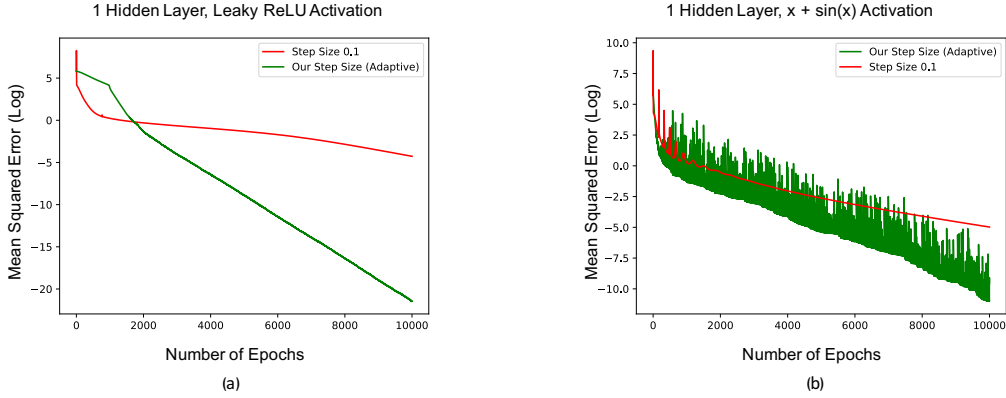 1 Hidden Layer, Leaky ReLU Activation
Step Size 0.1
Our Step Size (Adaptive)
5
0
−5
−10
−15
−20
Mean Squared Error (Log)
0 2000 4000 6000 8000 10000
Number of Epochs
(a)
1 Hidden Layer, x + sin(x) Activation
Our Step Size (Adaptive)
Step Size 0.1
10.0
7.5
5.0
2.5
0.0
−2.5
−5.0
−7.5
−10.0
Mean Squared Error (Log)
0 2000 4000 6000 8000 10000
Number of Epochs
(b)